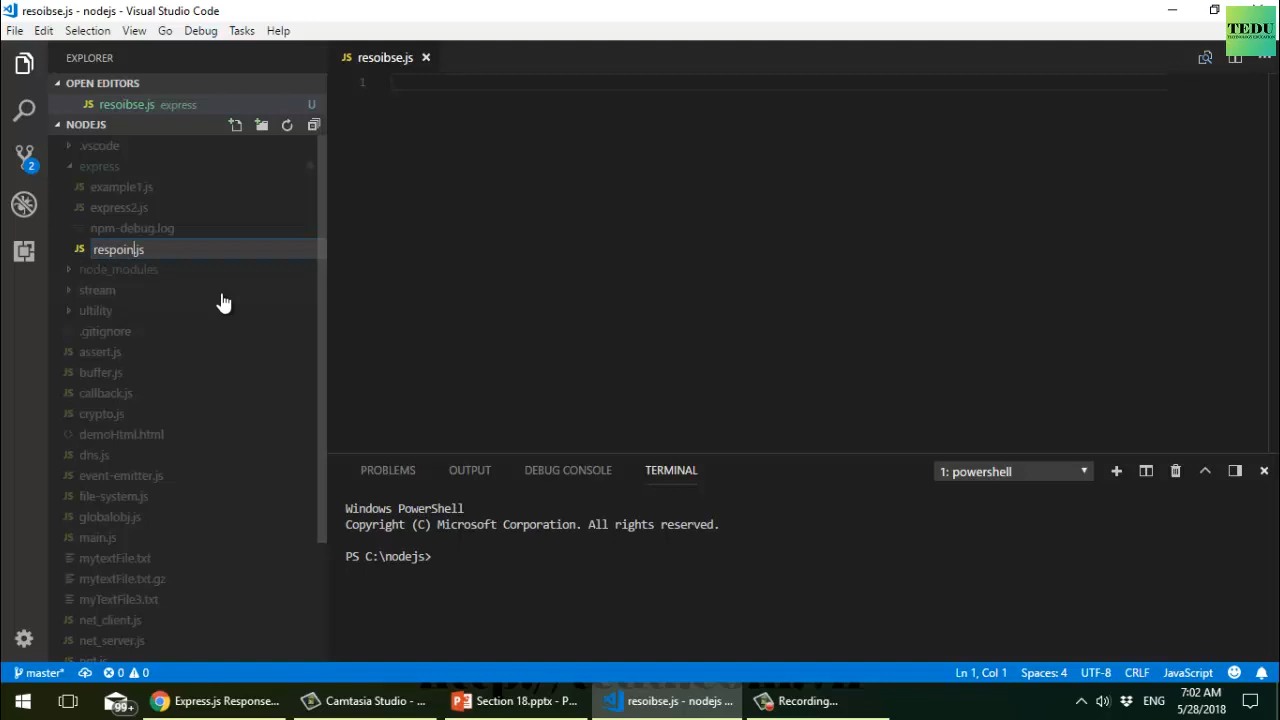 resoibse.js - nodejs - Visual Studio Code
File Edit Selection View Go Debug Tasks Help
TEDU
EXPLORER
JS resoibse.js
OPEN EDITORS
JS resoibse.js express U
NODEJS
1
.vscode
express
JS example1.js
JS express2.js
npm-debug.log
JS respoin.js
node_modules
stream
ultility
.gitignore
JS assert.js
JS buffer.js
JS callback.js
JS crypto.js
<> demoHtml.html
JS dns.js
JS event-emitter.js
JS file-system.js
JS globalobj.js
JS main.js
mytextFile.txt
mytextFile.txt.gz
myTextFile3.txt
JS net_client.js
JS net_server.js
JS net.js
2
PROBLEMS OUTPUT DEBUG CONSOLE TERMINAL 1: powershell
Windows PowerShell
Copyright (C) Microsoft Corporation. All rights reserved.
PS C:\nodejs>
master* 0 0 Ln 1, Col 1 Spaces: 4 UTF-8 CRLF JavaScript
99+ Express.js Response... Camtasia Studio - ... Section 18.pptx - P... resoibse.js - nodejs ... Recording... ENG 7:02 AM
5/28/2018